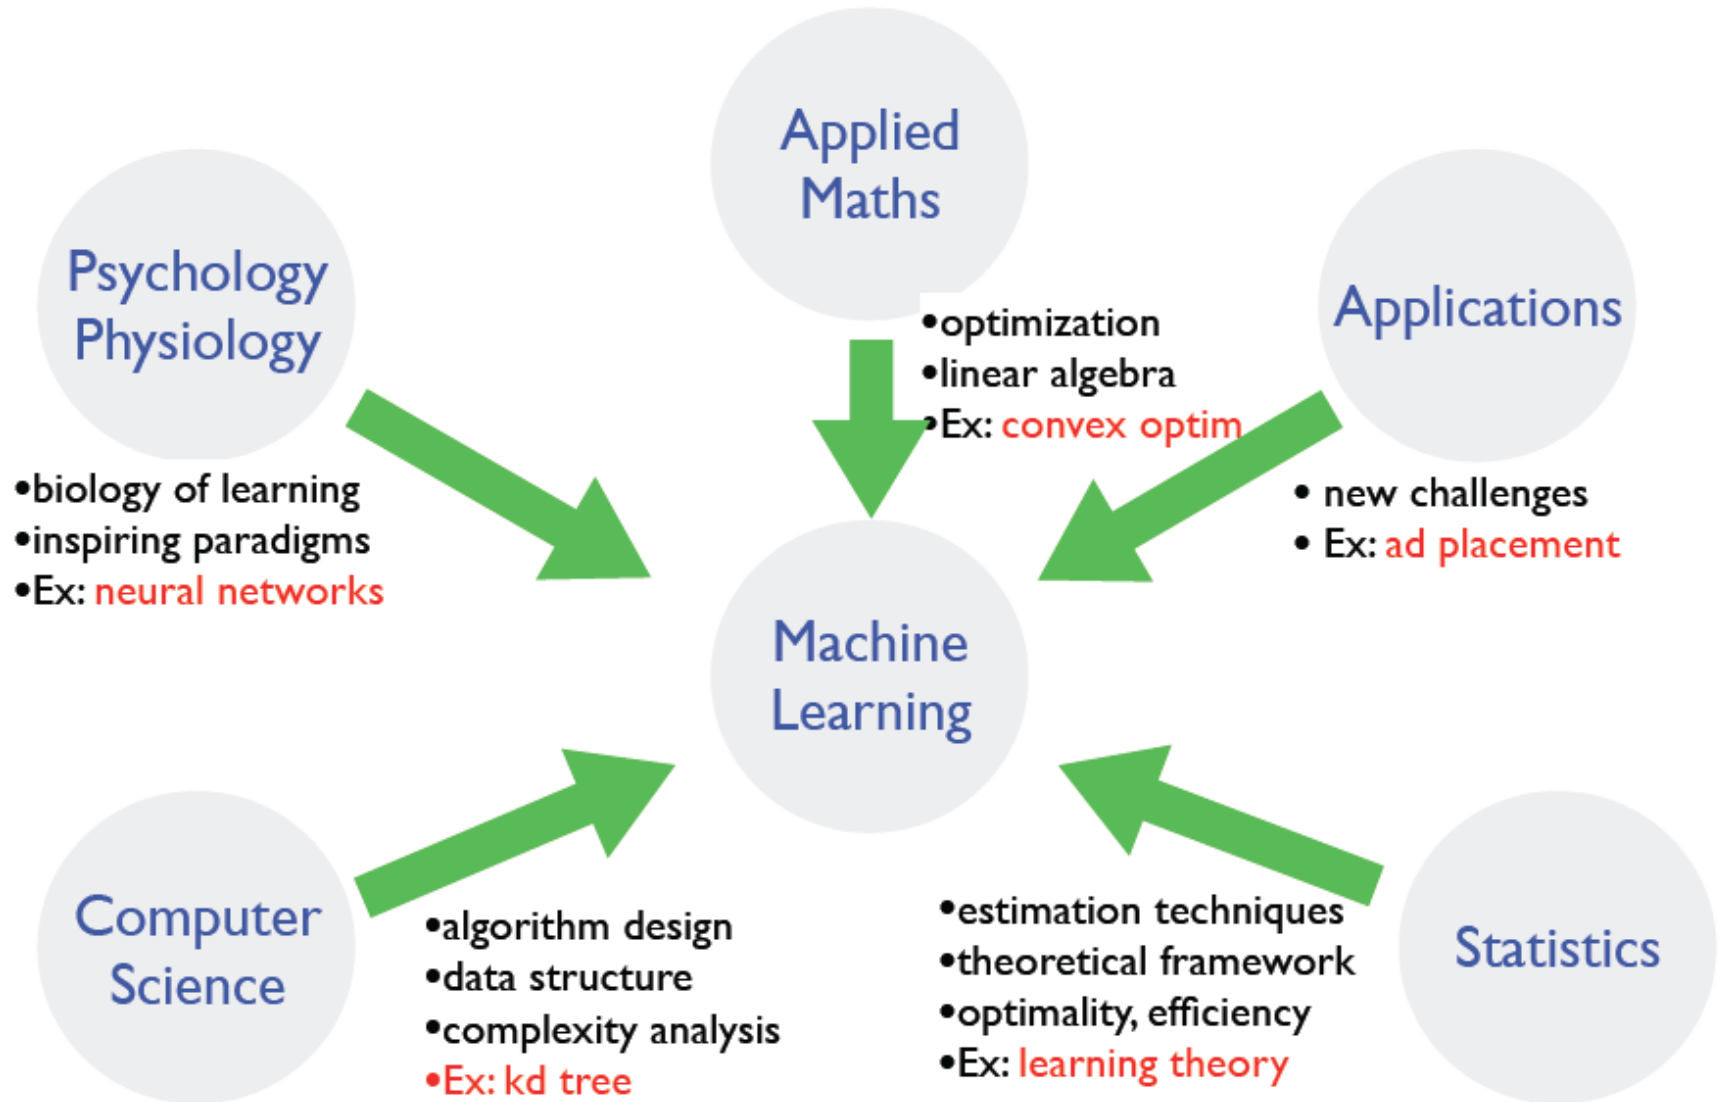 Applied
Maths
•optimization
•linear algebra
•Ex: convex optim
Psychology
Physiology
•biology of learning
•inspiring paradigms
•Ex: neural networks
Applications
• new challenges
• Ex: ad placement
Machine
Learning
Computer
Science
•algorithm design
•data structure
•complexity analysis
•Ex: kd tree
•estimation techniques
•theoretical framework
•optimality, efficiency
•Ex: learning theory
Statistics